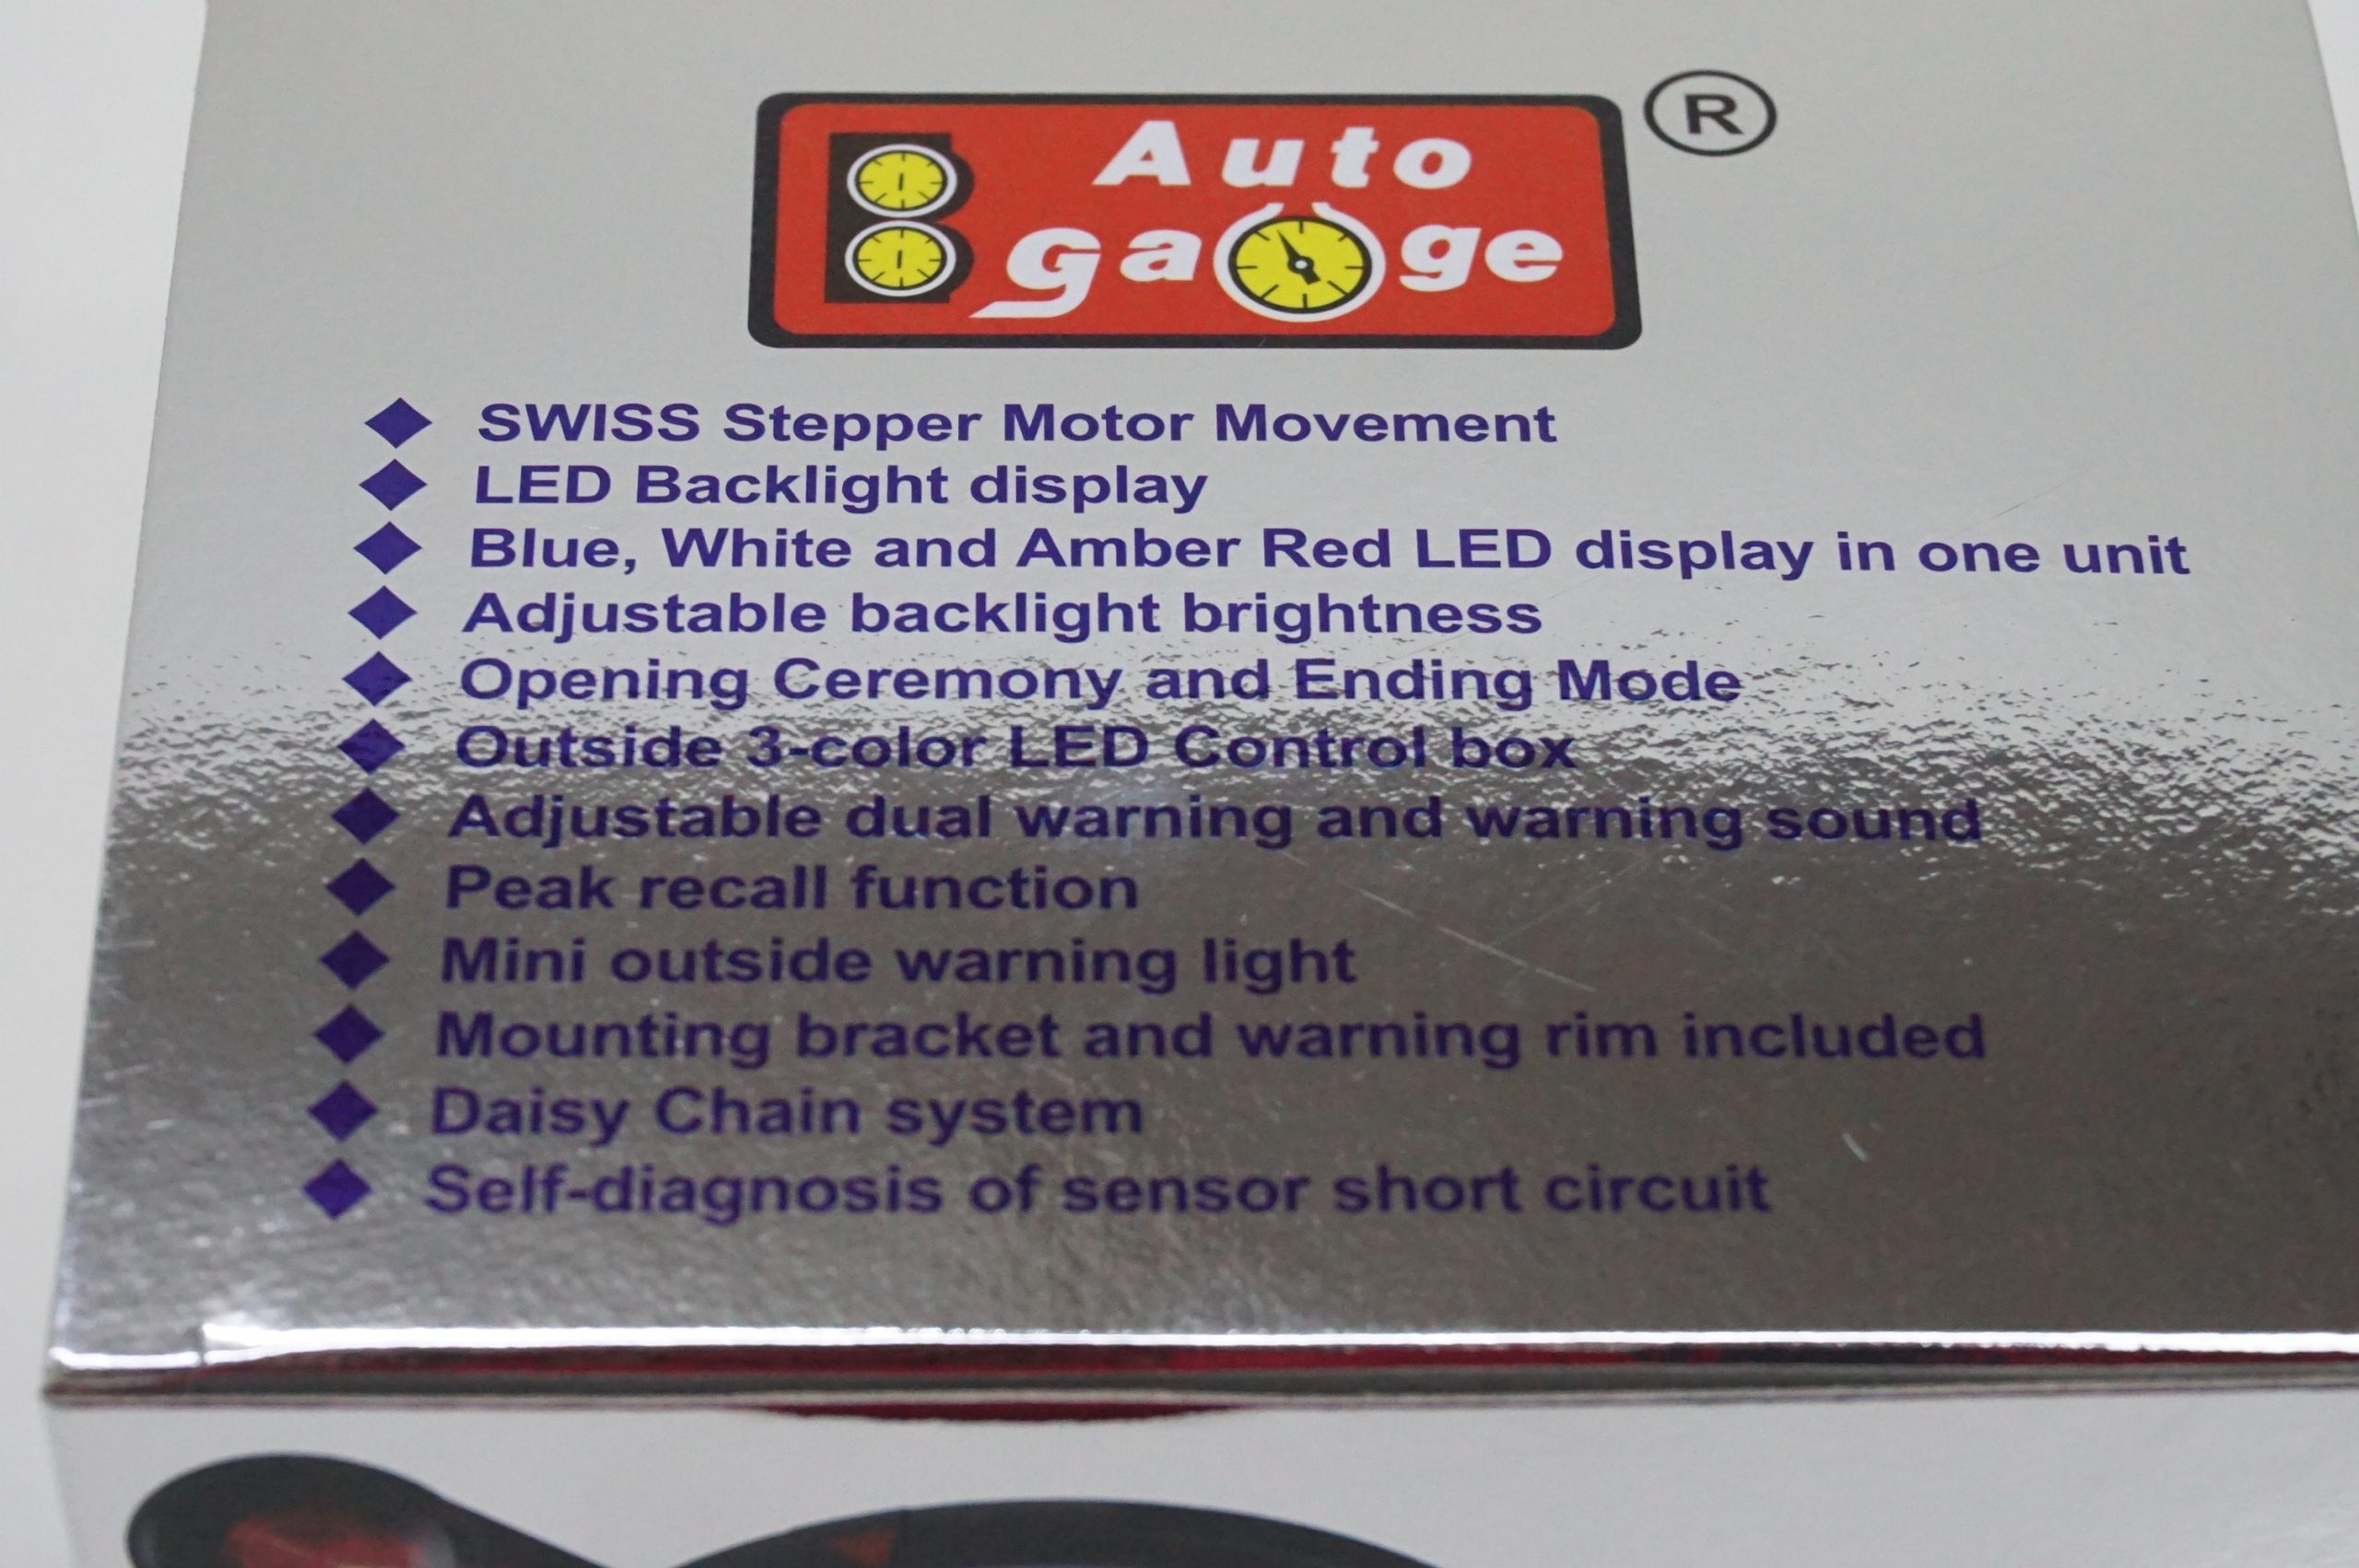 Auto
gauge
®
SWISS Stepper Motor Movement
LED Backlight display
Blue, White and Amber Red LED display in one unit
Adjustable backlight brightness
Opening Ceremony and Ending Mode
Outside 3-color LED Control box
Adjustable dual warning and warning sound
Peak recall function
Mini outside warning light
Mounting bracket and warning rim included
Daisy Chain system
Self-diagnosis of sensor short circuit